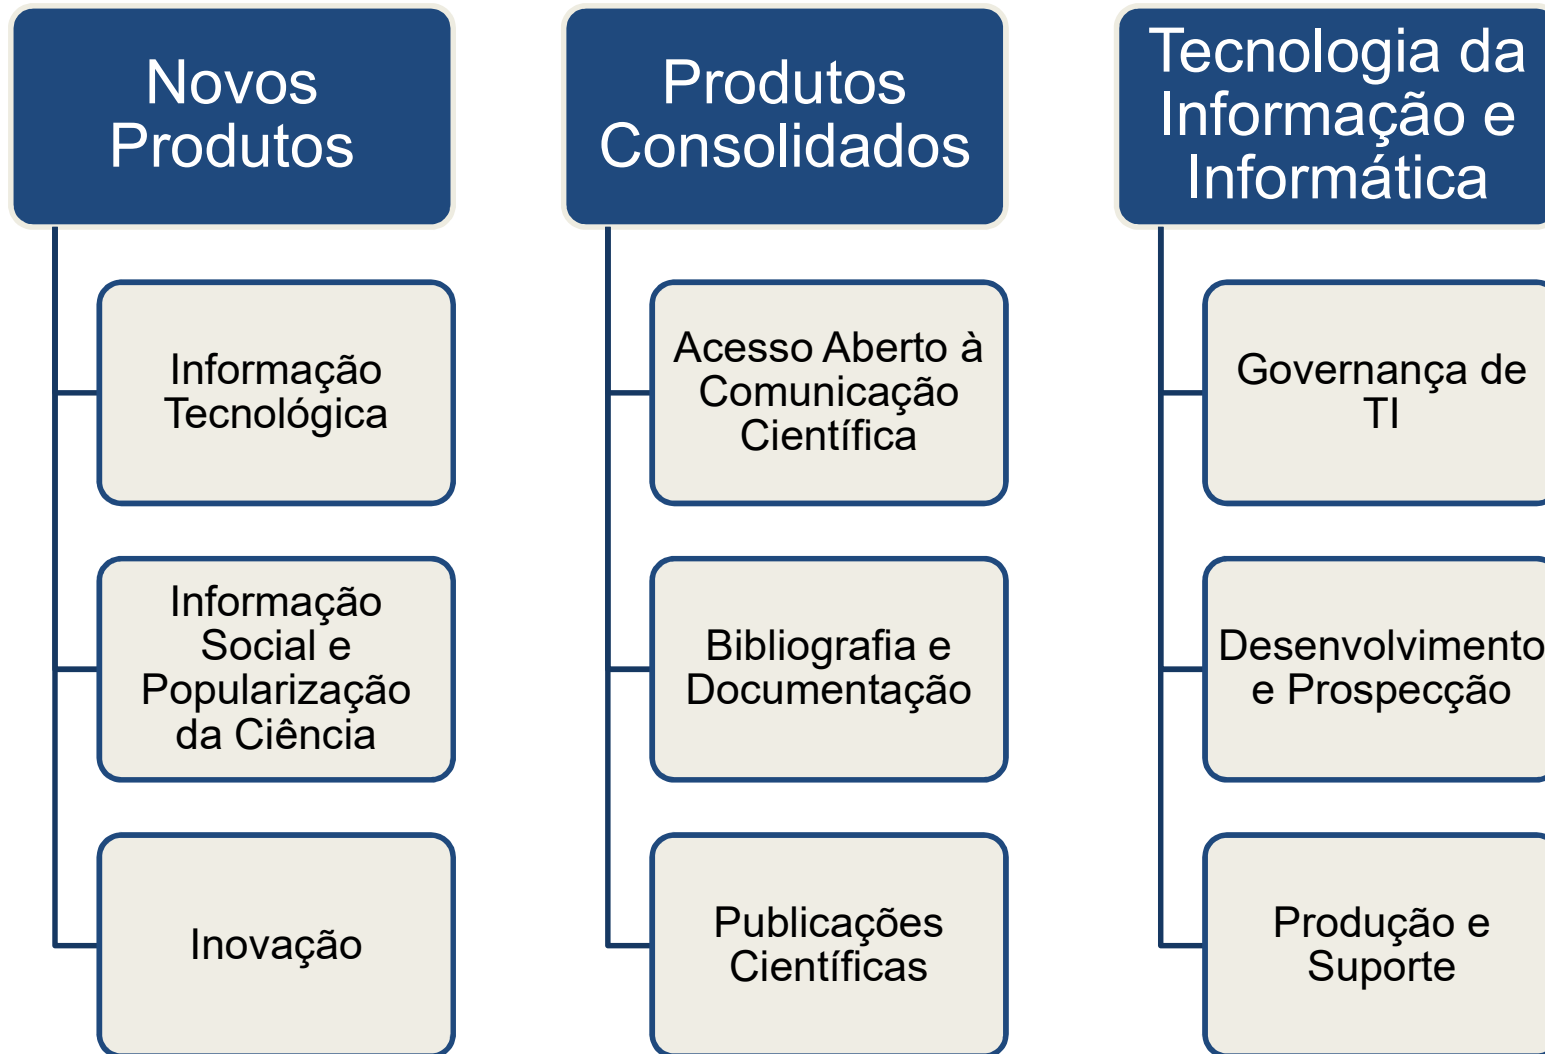 Novos
Produtos
Informação
Tecnológica
Informação
Social e
Popularização
da Ciência
Inovação
Produtos
Consolidados
Acesso Aberto à
Comunicação
Científica
Bibliografia e
Documentação
Publicações
Científicas
Tecnologia da
Informação e
Informática
Governança de
TI
Desenvolvimento
e Prospecção
Produção e
Suporte